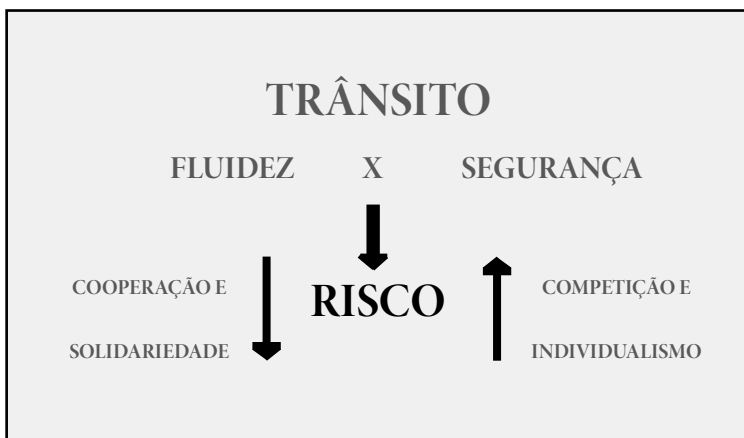 TRÂNSITO
FLUIDEZ X SEGURANÇA
COOPERAÇÃO E
SOLIDARIEDADE
RISCO
COMPETIÇÃO E
INDIVIDUALISMO